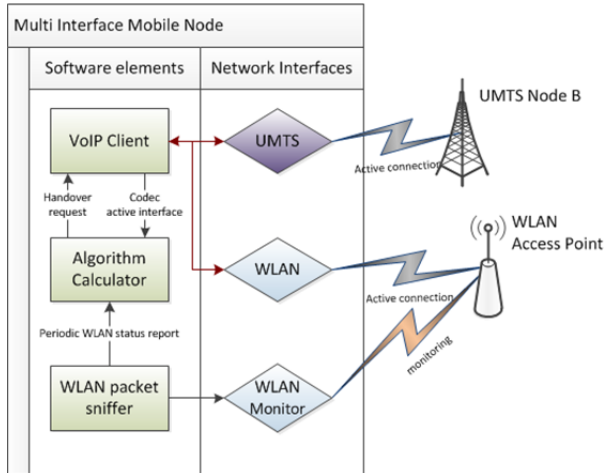 Multi Interface Mobile Node
Software elements
Network Interfaces
VoIP Client
UMTS
UMTS Node B
Active connection
Handover
request
Codec
active interface
Algorithm
Calculator
WLAN
WLAN
Access Point
Active connection
Periodic WLAN status report
monitoring
WLAN packet
sniffer
WLAN
Monitor